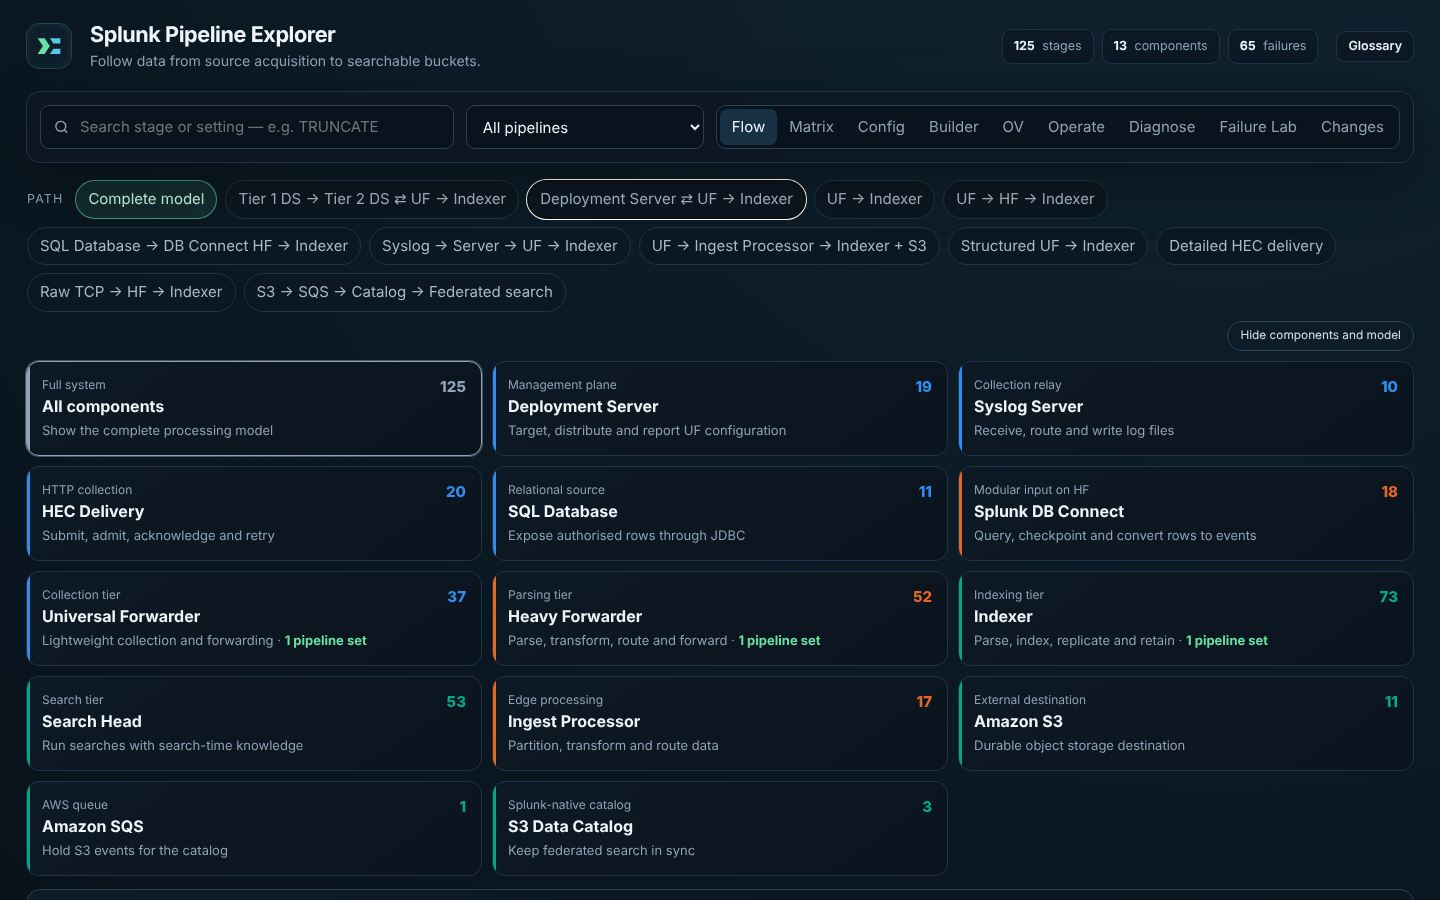 Splunk Pipeline Explorer
Follow data from source acquisition to searchable buckets.
125 stages
13 components
65 failures
Glossary
Search stage or setting — e.g. TRUNCATE
All pipelines
Flow
Matrix
Config
Builder
OV
Operate
Diagnose
Failure Lab
Changes
PATH
Complete model
Tier 1 DS → Tier 2 DS ⇄ UF → Indexer
Deployment Server ⇄ UF → Indexer
UF → Indexer
UF → HF → Indexer
SQL Database → DB Connect HF → Indexer
Syslog → Server → UF → Indexer
UF → Ingest Processor → Indexer + S3
Structured UF → Indexer
Detailed HEC delivery
Raw TCP → HF → Indexer
S3 → SQS → Catalog → Federated search
Hide components and model
Full system
125
All components
Show the complete processing model
Management plane
19
Deployment Server
Target, distribute and report UF configuration
Collection relay
10
Syslog Server
Receive, route and write log files
HTTP collection
20
HEC Delivery
Submit, admit, acknowledge and retry
Relational source
11
SQL Database
Expose authorised rows through JDBC
Modular input on HF
18
Splunk DB Connect
Query, checkpoint and convert rows to events
Collection tier
37
Universal Forwarder
Lightweight collection and forwarding · 1 pipeline set
Parsing tier
52
Heavy Forwarder
Parse, transform, route and forward · 1 pipeline set
Indexing tier
73
Indexer
Parse, index, replicate and retain · 1 pipeline set
Search tier
53
Search Head
Run searches with search-time knowledge
Edge processing
17
Ingest Processor
Partition, transform and route data
External destination
11
Amazon S3
Durable object storage destination
AWS queue
1
Amazon SQS
Hold S3 events for the catalog
Splunk-native catalog
3
S3 Data Catalog
Keep federated search in sync